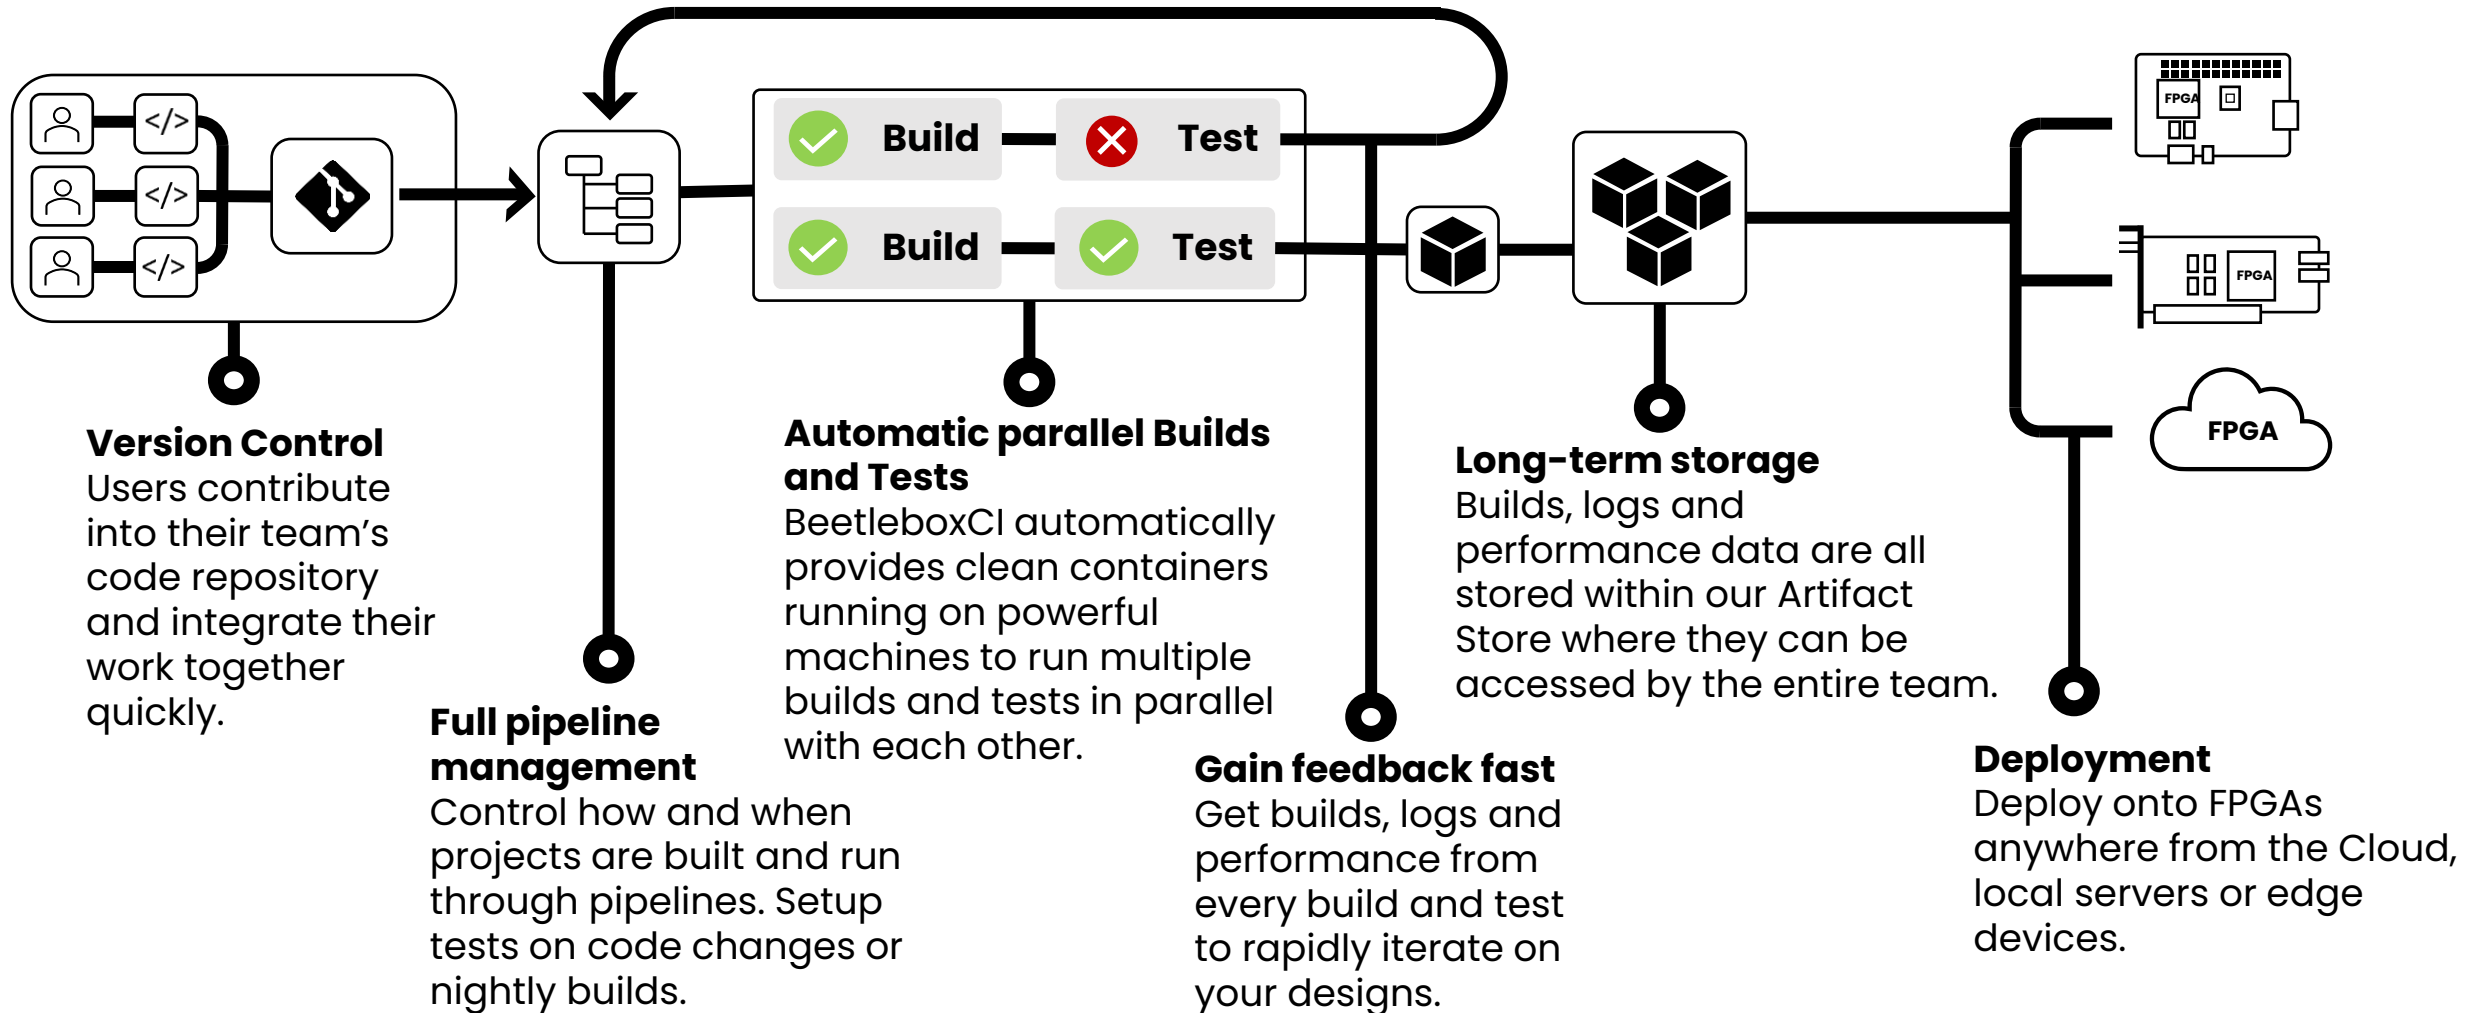 </>
</>
</>
Build
Test
Build
Test
FPGA
FPGA
FPGA
Version Control
Users contribute
into their team’s
code repository
and integrate their
work together
quickly.
Full pipeline
management
Control how and when
projects are built and run
through pipelines. Setup
tests on code changes or
nightly builds.
Automatic parallel Builds
and Tests
BeetleboxCI automatically
provides clean containers
running on powerful
machines to run multiple
builds and tests in parallel
with each other.
Gain feedback fast
Get builds, logs and
performance from
every build and test
to rapidly iterate on
your designs.
Long-term storage
Builds, logs and
performance data are all
stored within our Artifact
Store where they can be
accessed by the entire team.
Deployment
Deploy onto FPGAs
anywhere from the Cloud,
local servers or edge
devices.